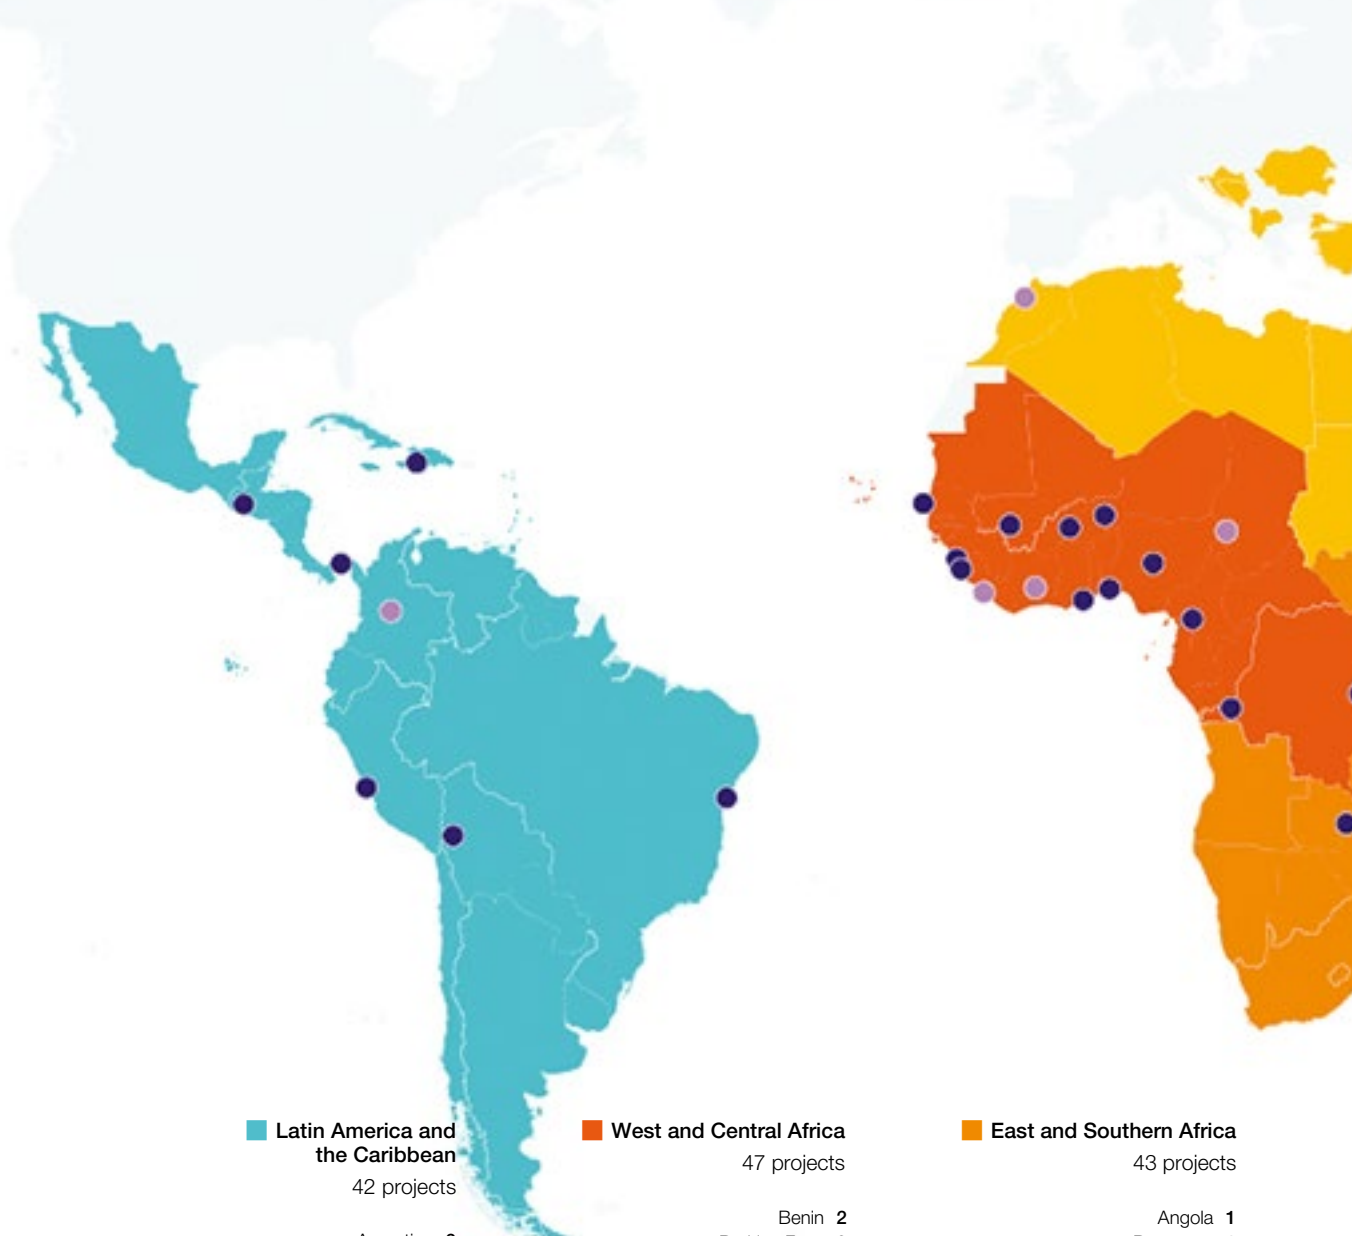 Latin America and
the Caribbean
42 projects
West and Central Africa
47 projects
Benin 2
East and Southern Africa
43 projects
Angola 1